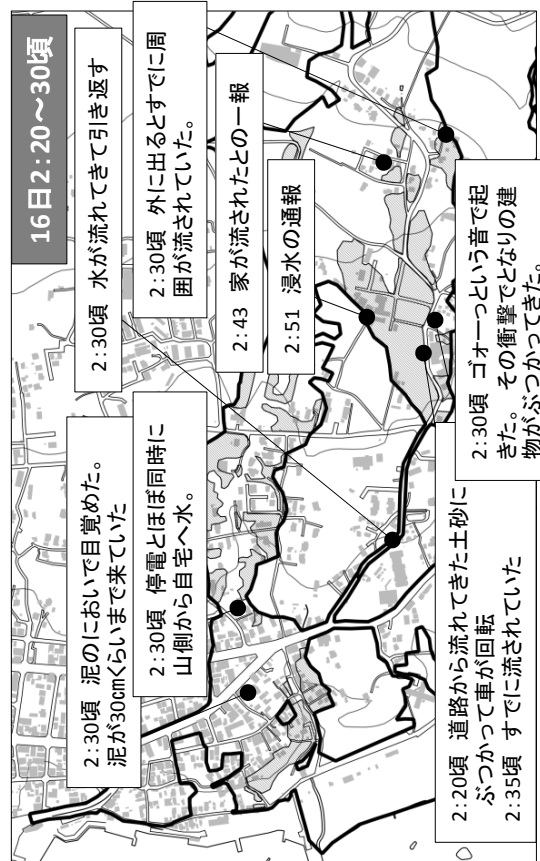 16日2:20～30頃
2:30頃 水が流れてきて引き返す
2:30頃 外に出るとすでに周
囲が流されていた。
2:43 家が流されたとの一報
2:51 浸水の通報
2:30頃 泥のにおいで目覚めた。
泥が30cmくらいまで来ていた
2:30頃 停電とほぼ同時に
山側から自宅へ水。
2:20頃 道路から流れてきた土砂に
ぶつかって車が回転
2:35頃 すでに流されていた
2:30頃 ゴォーっという音で起
きた。その衝撃でとなりの建
物がぶつかってきた。